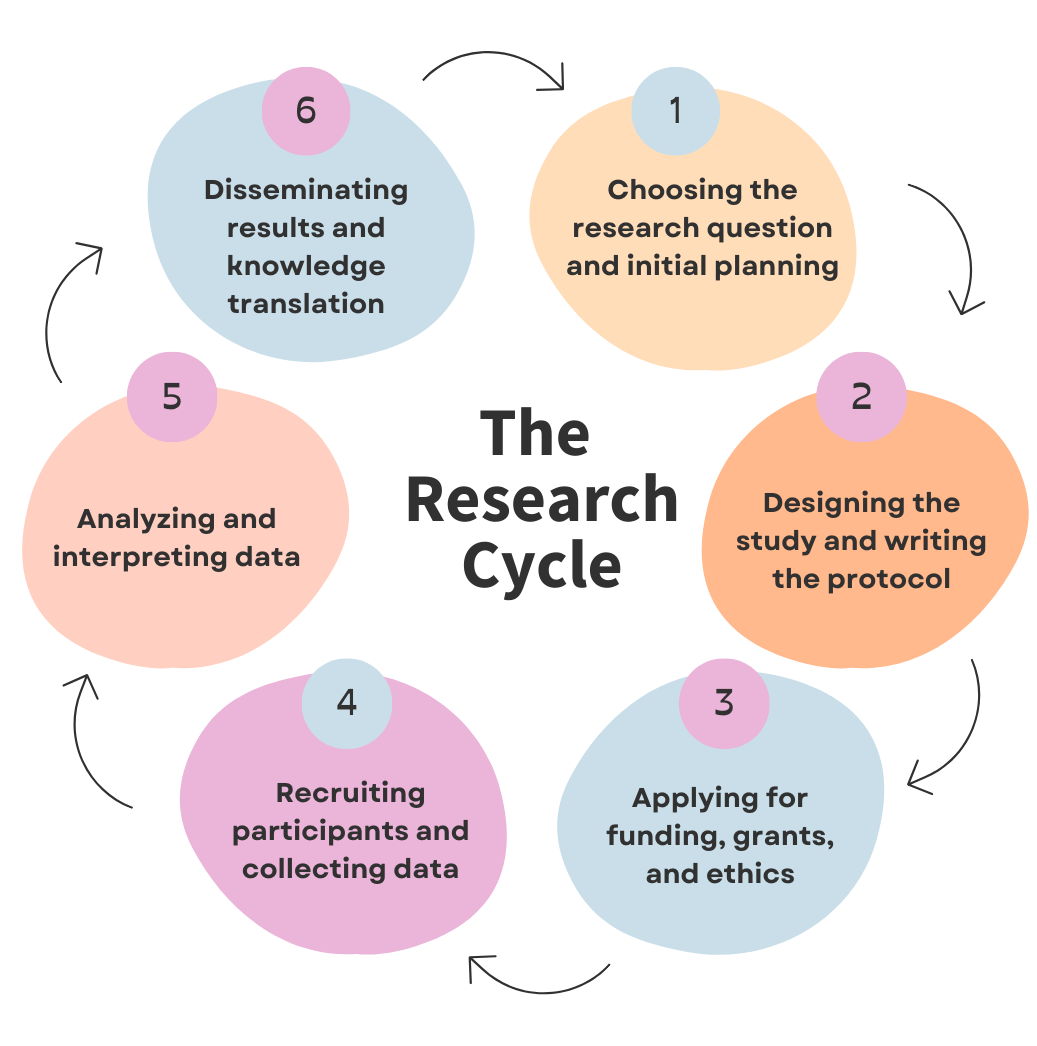 The
Research
Cycle
1
Choosing the
research question
and initial planning
2
Designing the
study and writing
the protocol
3
Applying for
funding, grants,
and ethics
4
Recruiting
participants and
collecting data
5
Analyzing and
interpreting data
6
Disseminating
results and
knowledge
translation